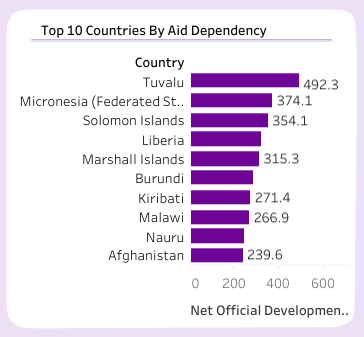 Top 10 Countries By Aid Dependency
Country
Tuvalu 492.3
Micronesia (Federated St.. 374.1
Solomon Islands 354.1
Liberia
Marshall Islands 315.3
Burundi
Kiribati 271.4
Malawi 266.9
Nauru
Afghanistan 239.6
0 200 400 600
Net Official Developmen..